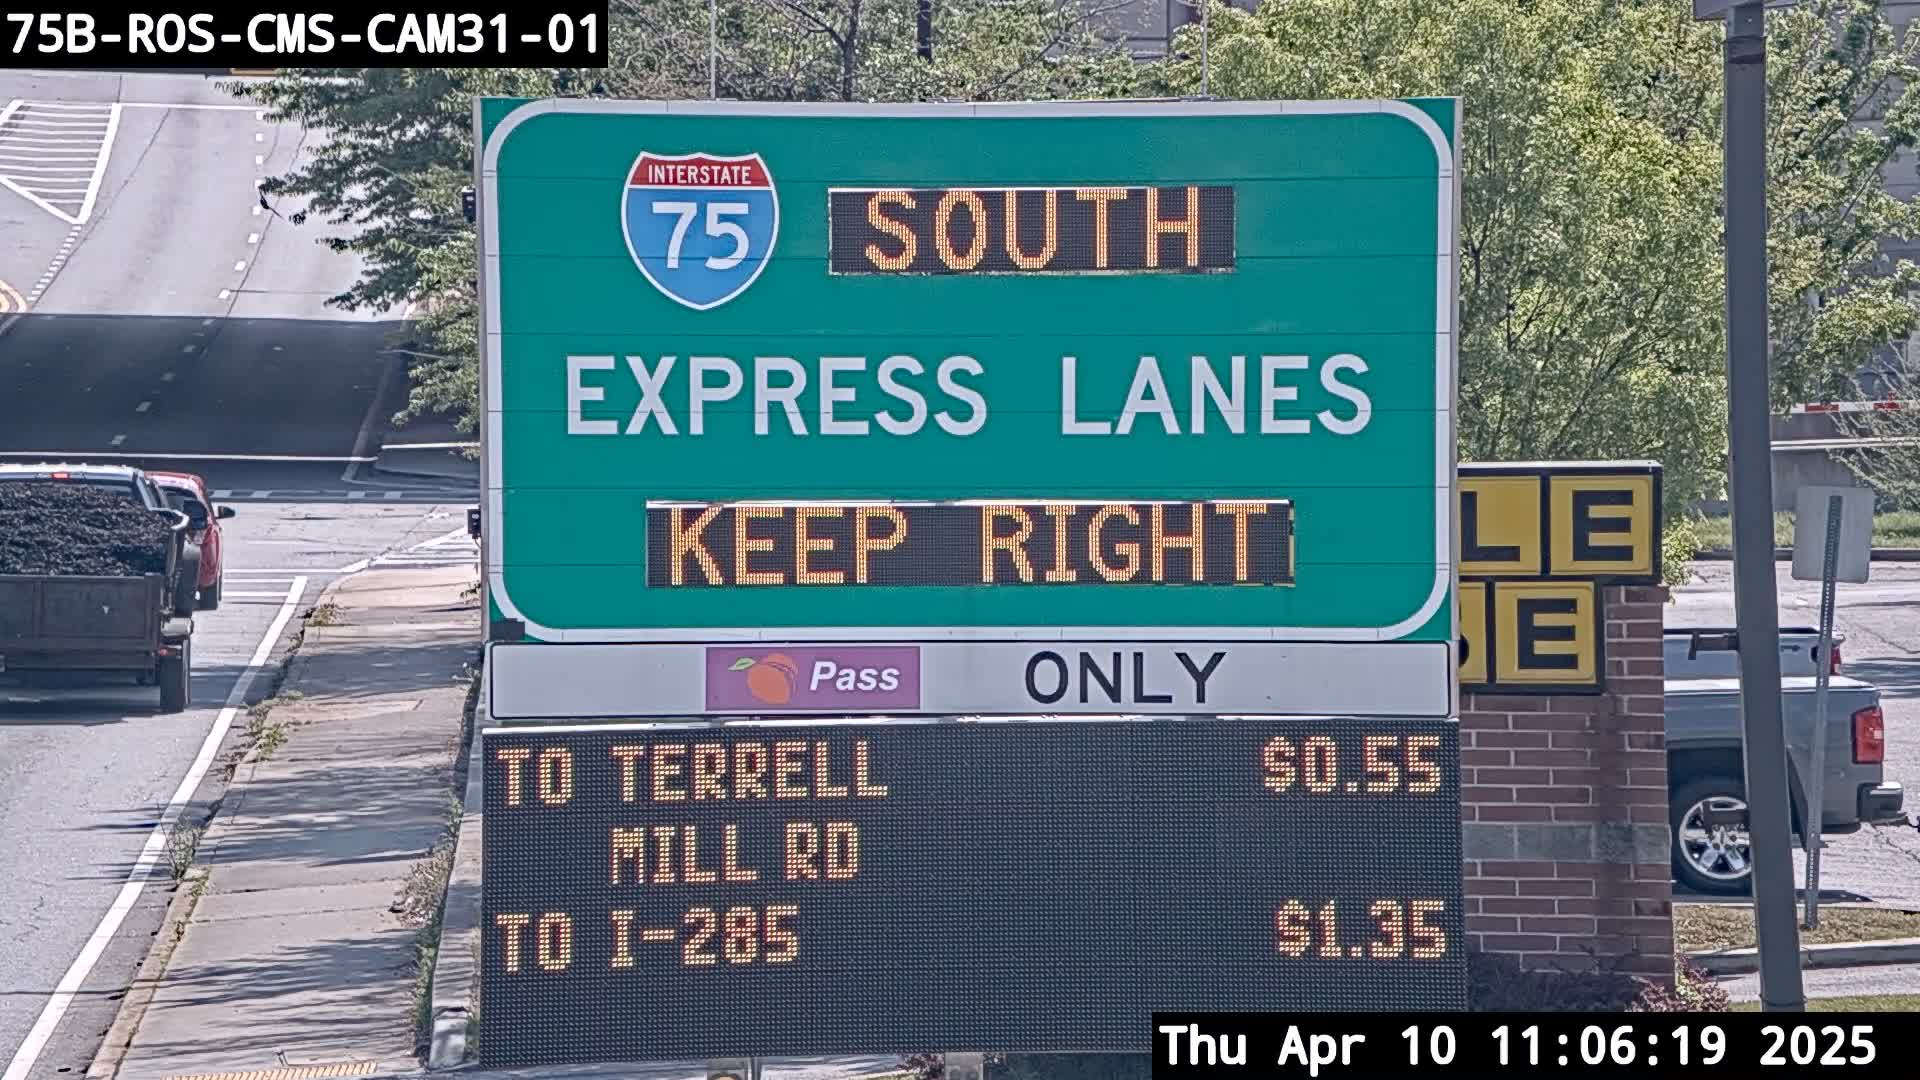 75B-ROS-CMS-CAM31-01
INTERSTATE
75
SOUTH
EXPRESS LANES
KEEP RIGHT
Pass ONLY
TO TERRELL $0.55
MILL RD
TO I-285 $1.35
LE
E
Thu Apr 10 11:06:19 2025